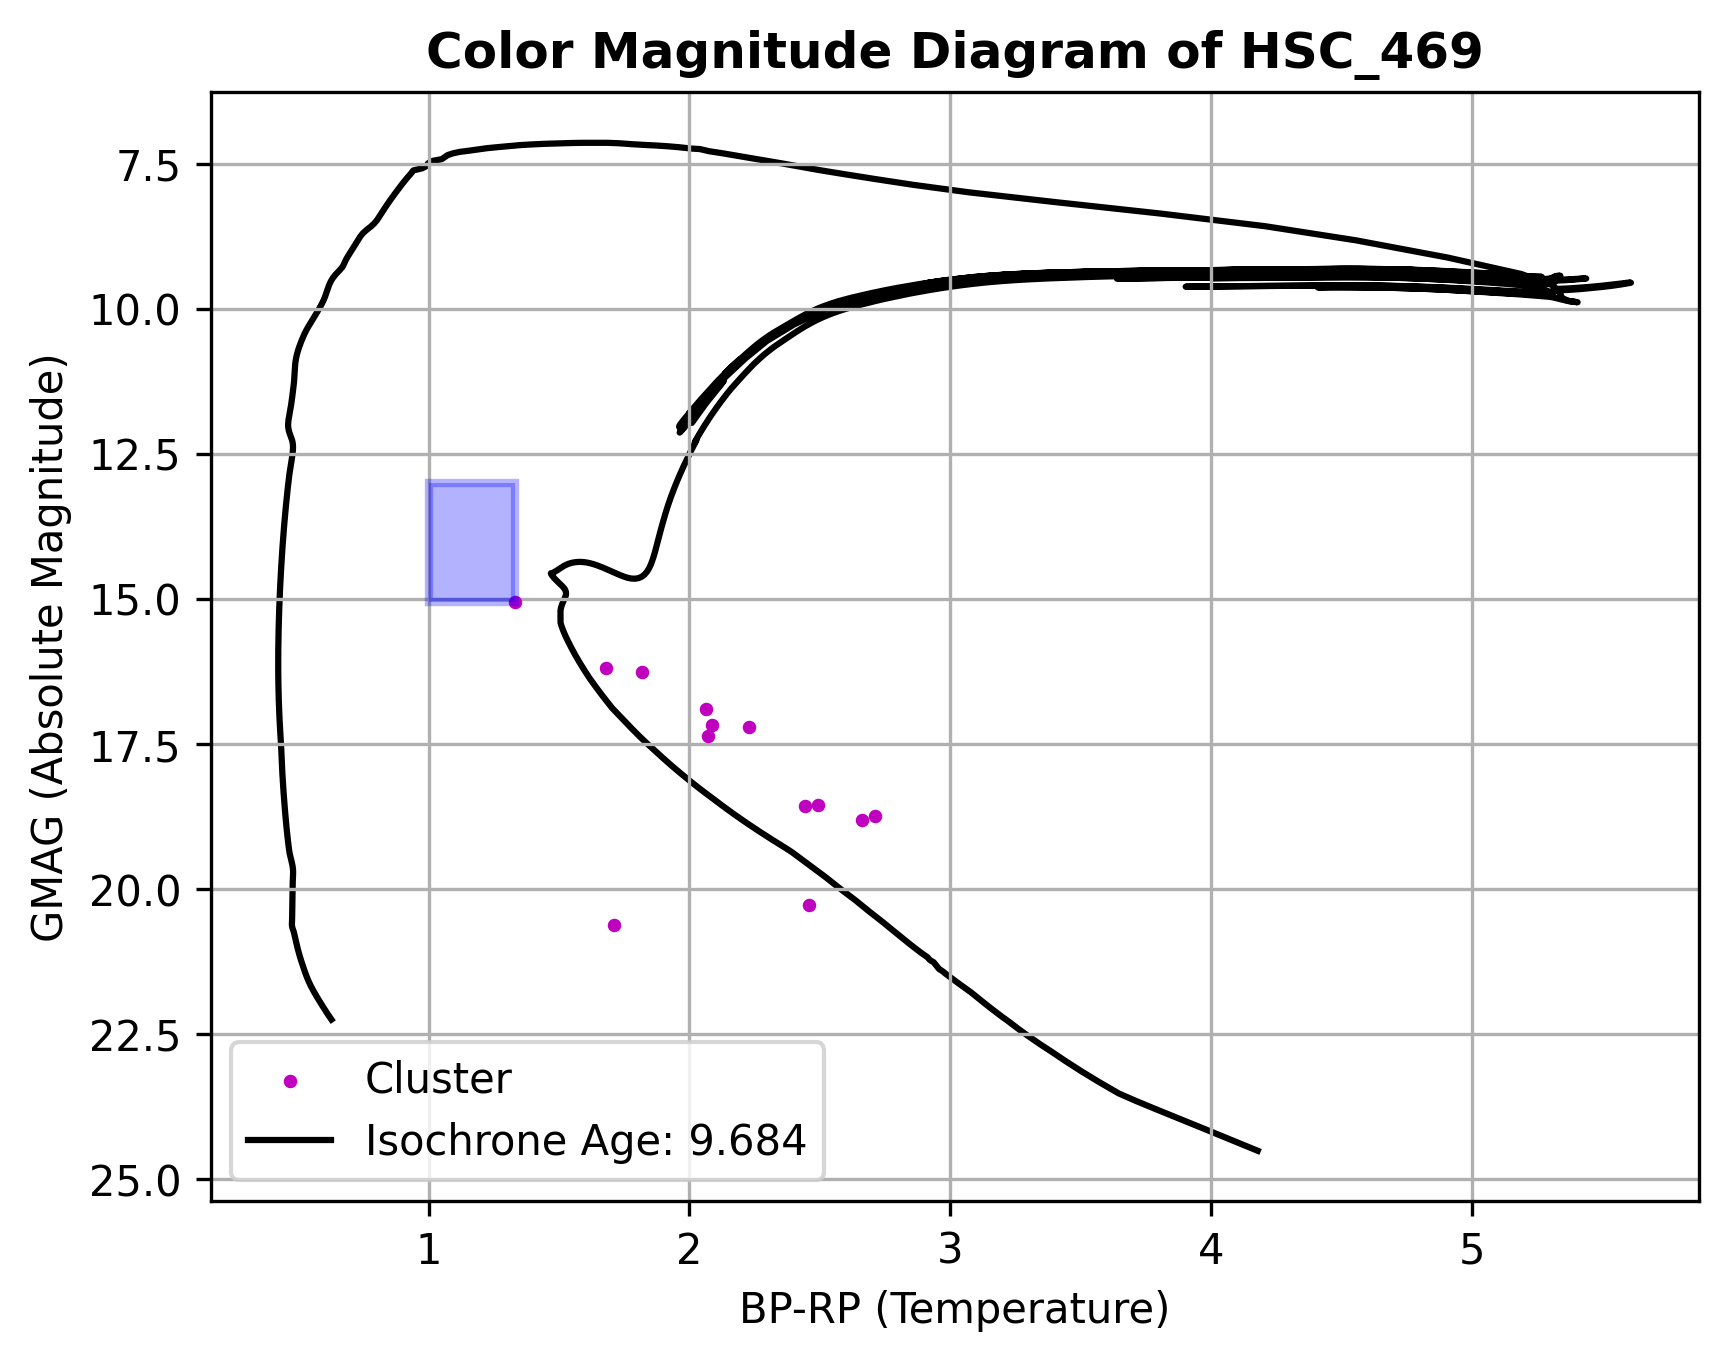 Color Magnitude Diagram of HSC_469
GMAG (Absolute Magnitude)
7.5
10.0
12.5
15.0
17.5
20.0
22.5
25.0
Cluster
Isochrone Age: 9.684
1 2 3 4 5
BP-RP (Temperature)